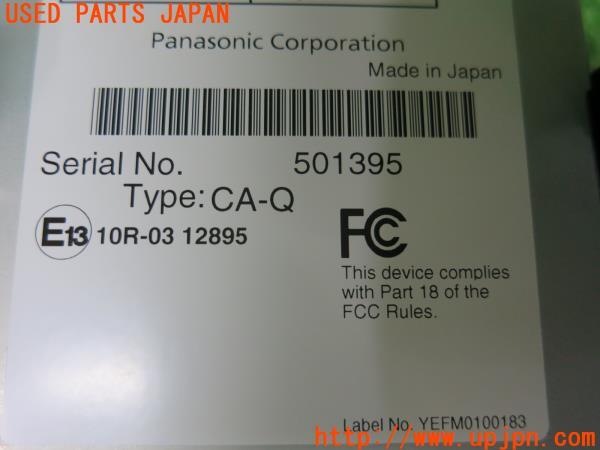 USED PARTS JAPAN
Panasonic Corporation
Made in Japan
Serial No. 501395
Type: CA-Q
E13 10R-03 12895
FC
This device complies
with Part 18 of the
FCC Rules.
Label No. YEFM0100183
http://www.upjpn.com/